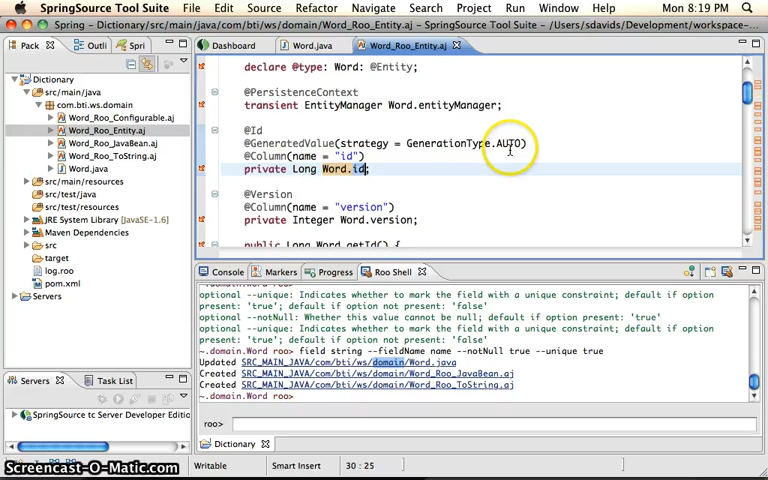 SpringSource Tool Suite File Edit Source Refactor Navigate Search Project Run Window Mon 8:19 PM
Spring - Dictionary/src/main/java/com/bti/ws/domain/Word_Roo_Entity.aj - SpringSource Tool Suite - /Users/sdavids/Development/workspace-
Pack Outli
Dashboard Word.java Word_Roo_Entity.aj
Dictionary
src/main/java
com.bti.ws.domain
Word_Roo_Configurable.aj
Word_Roo_Entity.aj
Word_Roo_JavaBean.aj
Word_Roo_ToString.aj
Word.java
src/main/resources
src/test/java
src/test/resources
JRE System Library [JavaSE-1.6]
Maven Dependencies
src
target
log.roo
pom.xml
Servers
declare @type: Word: @Entity;
@PersistenceContext
transient EntityManager Word.entityManager;
@Id
@GeneratedValue(strategy = GenerationType.AUTO)
@Column(name = "id")
private Long Word.id;
@Version
@Column(name = "version")
private Integer Word.version;
public Long Word.getId() {
Console Markers Progress Roo Shell
optional --unique: Indicates whether to mark the field with a unique constraint; default if option
present: 'true'; default if option not present: 'false'
optional --notNull: Whether this value cannot be null; default if option present: 'true'
optional --unique: Indicates whether to mark the field with a unique constraint; default if option
present: 'true'; default if option not present: 'false'
~.domain.Word roo> field string --fieldName name --notNull true --unique true
Updated SRC_MAIN_JAVA/com/bti/ws/domain/Word.java
Created SRC_MAIN_JAVA/com/bti/ws/domain/Word_Roo_JavaBean.aj
Created SRC_MAIN_JAVA/com/bti/ws/domain/Word_Roo_ToString.aj
~.domain.Word roo>
roo>
Dictionary
Servers Task List
SpringSource tc Server Developer Editio
Writable Smart Insert 30 : 25
Screencast-O-Matic.com